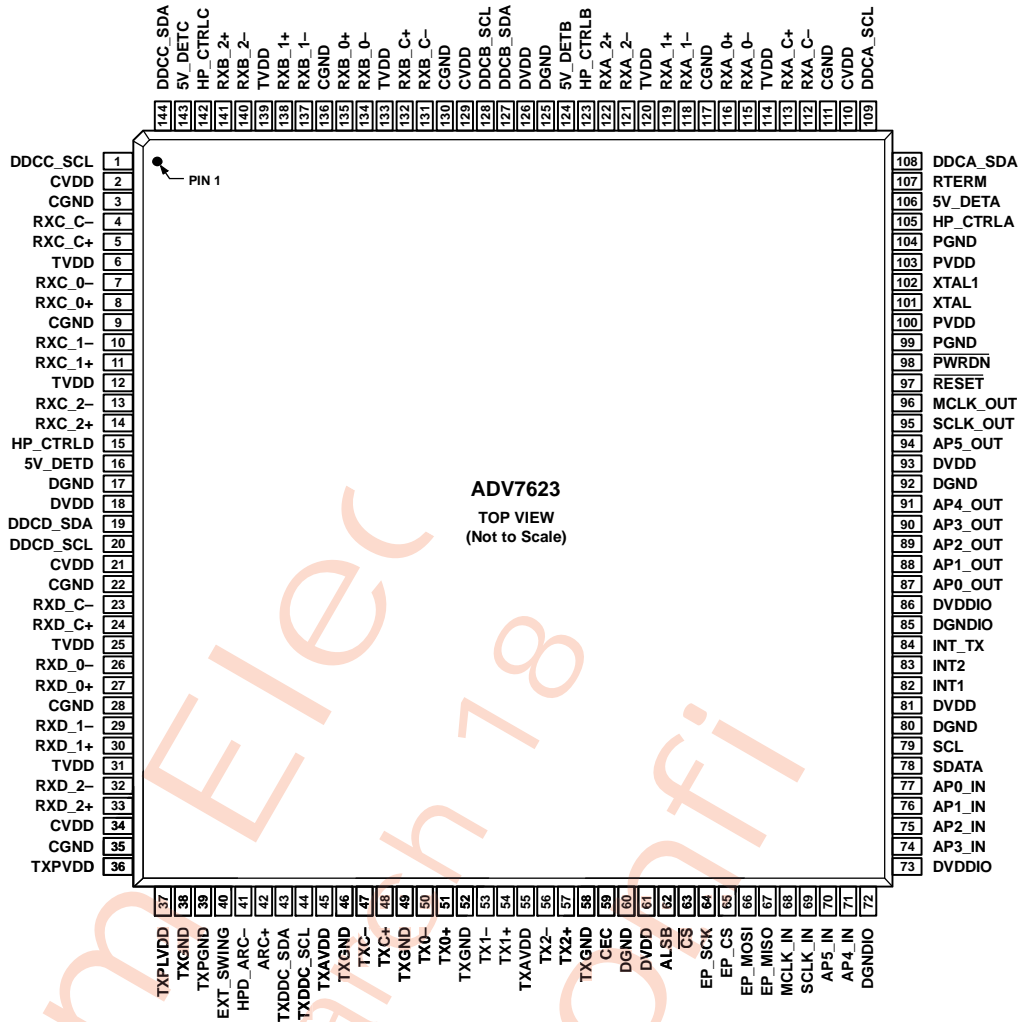 DDCC_SDA
5V_DETC
HP_CTRLC
RXB_2+
RXB_2–
TVDD
RXB_1+
RXB_1–
CGND
RXB_0+
RXB_0–
TVDD
RXB_C+
RXB_C–
CGND
CVDD
DDCB_SCL
DDCB_SDA
DVDD
DGND
5V_DETB
HP_CTRLB
RXA_2+
RXA_2–
TVDD
RXA_1+
RXA_1–
CGND
RXA_0+
RXA_0–
TVDD
RXA_C+
RXA_C–
CGND
CVDD
DDCA_SCL
144 143 142 141 140 139 138 137 136 135 134 133 132 131 130 129 128 127 126 125 124 123 122 121 120 119 118 117 116 115 114 113 112 111 110 109
DDCC_SCL 1
CVDD 2
CGND 3
RXC_C– 4
RXC_C+ 5
TVDD 6
RXC_0– 7
RXC_0+ 8
CGND 9
RXC_1– 10
RXC_1+ 11
TVDD 12
RXC_2– 13
RXC_2+ 14
HP_CTRLD 15
5V_DETD 16
DGND 17
DVDD 18
DDCD_SDA 19
DDCD_SCL 20
CVDD 21
CGND 22
RXD_C– 23
RXD_C+ 24
TVDD 25
RXD_0– 26
RXD_0+ 27
CGND 28
RXD_1– 29
RXD_1+ 30
TVDD 31
RXD_2– 32
RXD_2+ 33
CVDD 34
CGND 35
TXPVDD 36
PIN 1
ADV7623
TOP VIEW
(Not to Scale)
108 DDCA_SDA
107 RTERM
106 5V_DETA
105 HP_CTRLA
104 PGND
103 PVDD
102 XTAL1
101 XTAL
100 PVDD
99 PGND
98 PWRDN
97 RESET
96 MCLK_OUT
95 SCLK_OUT
94 AP5_OUT
93 DVDD
92 DGND
91 AP4_OUT
90 AP3_OUT
89 AP2_OUT
88 AP1_OUT
87 AP0_OUT
86 DVDDIO
85 DGNDIO
84 INT_TX
83 INT2
82 INT1
81 DVDD
80 DGND
79 SCL
78 SDATA
77 AP0_IN
76 AP1_IN
75 AP2_IN
74 AP3_IN
73 DVDDIO
37 38 39 40 41 42 43 44 45 46 47 48 49 50 51 52 53 54 55 56 57 58 59 60 61 62 63 64 65 66 67 68 69 70 71 72
TXPLVDD
TXGND
TXPGND
EXT_SWING
HPD_ARC–
ARC+
TXDDC_SDA
TXDDC_SCL
TXAVDD
TXGND
TXC–
TXC+
TXGND
TX0–
TX0+
TXGND
TX1–
TX1+
TXAVDD
TX2–
TX2+
TXGND
CEC
DGND
DVDD
ALSB
CS
EP_SCK
EP_CS
EP_MOSI
EP_MISO
MCLK_IN
SCLK_IN
AP5_IN
AP4_IN
DGNDIO
m Elec
arch 18
onfi